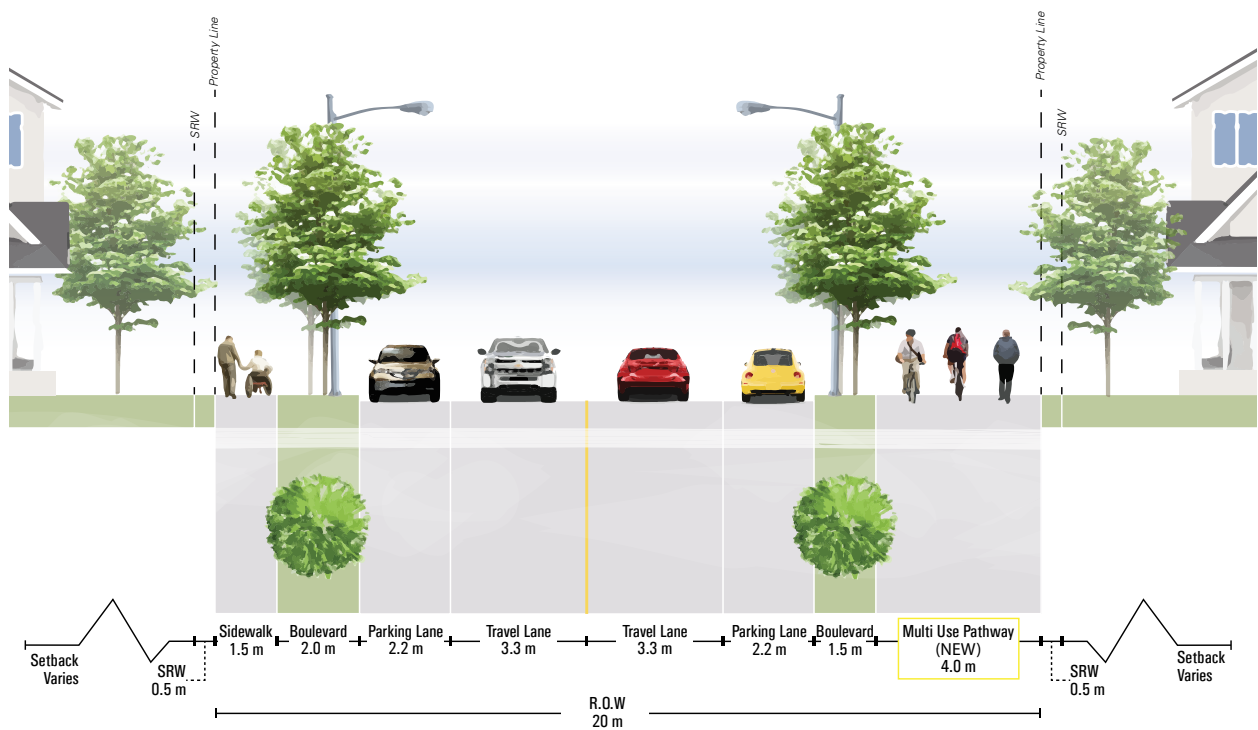 Property Line
SRW
Property Line
SRW
Sidewalk
1.5 m
Boulevard
2.0 m
Parking Lane
2.2 m
Travel Lane
3.3 m
Travel Lane
3.3 m
Parking Lane
2.2 m
Boulevard
1.5 m
Multi Use Pathway
(NEW)
4.0 m
Setback
Varies
SRW
0.5 m
SRW
0.5 m
Setback
Varies
R.O.W
20 m